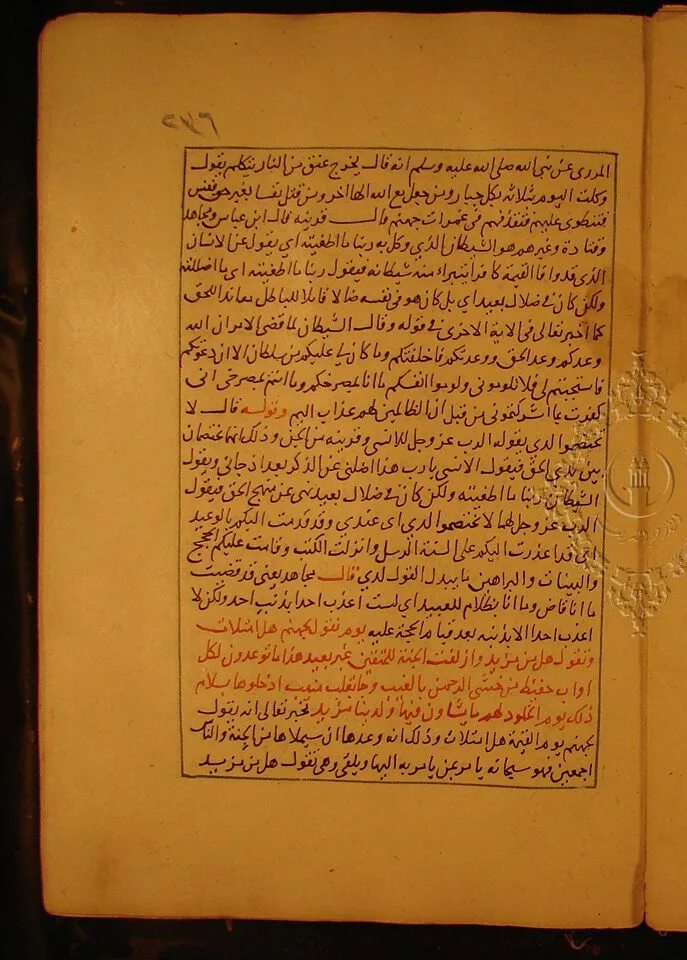 ٢٧٦
الدري عن نبي الله صلى الله عليه وسلم انه قال يخرج عنق من النار يتكلم يقول
وكلت اليوم بثلاثة بكل جبار ومن جعل مع الله الها اخر ومن قتل نفسا بغير نفس
فتنطوي عليهم فتقذفهم في غمرات جهنم قال قرينه قال ابن عباس ومجاهد
وقتادة وغيرهم هو الشيطان الذي وكل به ربنا ما اطغيته اي يقول عن الانسان
الذي قد وافا القيمة كافرا يتبراء منه شيطانه فيقول ربنا ما اطغيته اي ما اضللته
ولكن كان في ضلال بعيد اي بل كان هو في نفسه ضالا قابلا للباطل معاندا للحق
كما اخبر تعالى في الاية الاخرى في قوله وقال الشيطان لما قضي الامر ان الله
وعدكم وعد الحق ووعدتكم فاخلفتكم وما كان لي عليكم من سلطان الا ان دعوتكم
فاستجبتم لي فلا تلوموني ولوموا انفسكم ما انا بمصرخكم وما انتم بمصرخي اني
كفرت بما اشركتموني من قبل ان الظالمين لهم عذاب اليم وقوله قال لا
تختصموا لدي يقوله الرب عز وجل للانسي وقرينه من الجن وذلك انهما يختصمان
بين يدي الحق فيقول الانسي يارب هذا اضلني عن الذكر بعد اذ جاني ويقول
الشيطان ربنا ما اطغيته ولكن كان في ضلال بعيد اي عن منهج الحق فيقول
الرب عز وجل لهما لا تختصموا لدي اي عندي وقد قدمت اليكم بالوعيد
اي قد اعذرت اليكم على السنة الرسل وانزلت الكتب وقامت عليكم الحجج
والبينات والبراهين ما يبدل القول لدي قال مجاهد يعني قد قضيت
ما انا قاض وما انا بظلام للعبيد اي لست اعذب احدا بذنب احد ولكن لا
اعذب احدا الا بذنبه بعد قيام الحجة عليه يوم نقول لجهنم هل امتلات
وتقول هل من مزيد وازلفت الجنة للمتقين غير بعيد هذا ما توعدون لكل
اواب حفيظ من خشي الرحمن بالغيب وجا بقلب منيب ادخلوها بسلام
ذلك يوم الخلود لهم ما يشاون فيها ولدينا مزيد يخبر تعالى انه يقول
لجهنم يوم القيمة هل امتلات وذلك انه وعدها ان سيملاها من الجنة والناس
اجمعين فهو سبحانه يامر بمن يامر به اليها ويلقى وهي تقول هل من مزيد